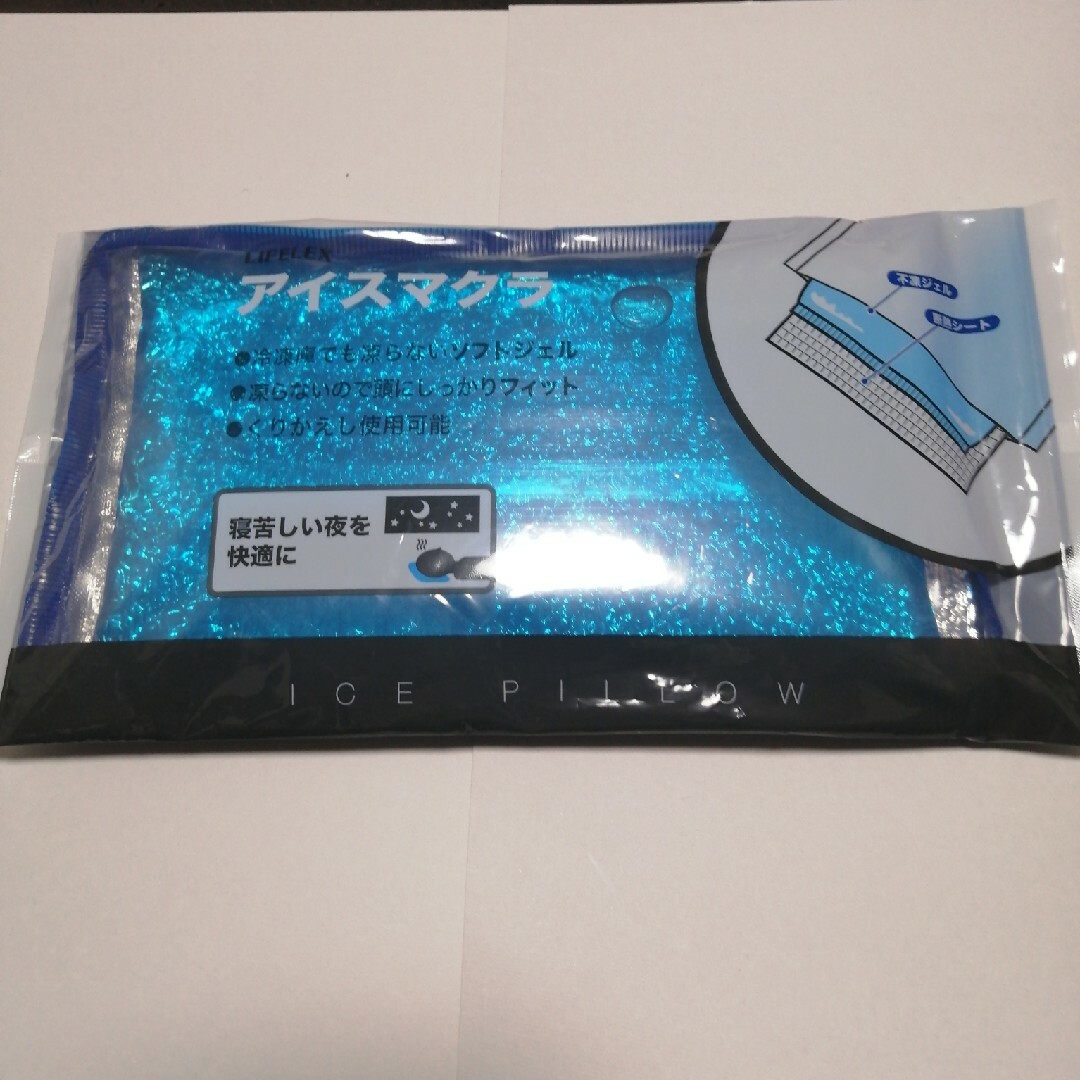 LIFELEX
アイスマクラ
●冷凍庫でも凍らないソフトジェル
●凍らないので頭にしっかりフィット
●くりかえし使用可能
不凍ジェル
断熱シート
寝苦しい夜を
快適に
ICE PILLOW